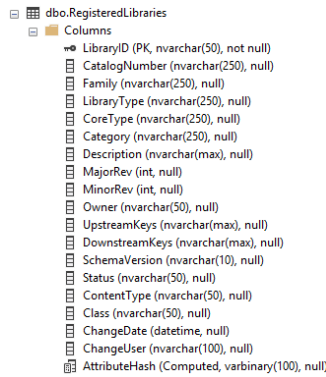 dbo.RegisteredLibraries
Columns
LibraryID (PK, nvarchar(50), not null)
CatalogNumber (nvarchar(250), null)
Family (nvarchar(250), null)
LibraryType (nvarchar(250), null)
CoreType (nvarchar(250), null)
Category (nvarchar(250), null)
Description (nvarchar(max), null)
MajorRev (int, null)
MinorRev (int, null)
Owner (nvarchar(50), null)
UpstreamKeys (nvarchar(max), null)
DownstreamKeys (nvarchar(max), null)
SchemaVersion (nvarchar(10), null)
Status (nvarchar(50), null)
ContentType (nvarchar(50), null)
Class (nvarchar(50), null)
ChangeDate (datetime, null)
ChangeUser (nvarchar(100), null)
AttributeHash (Computed, varbinary(100), null)